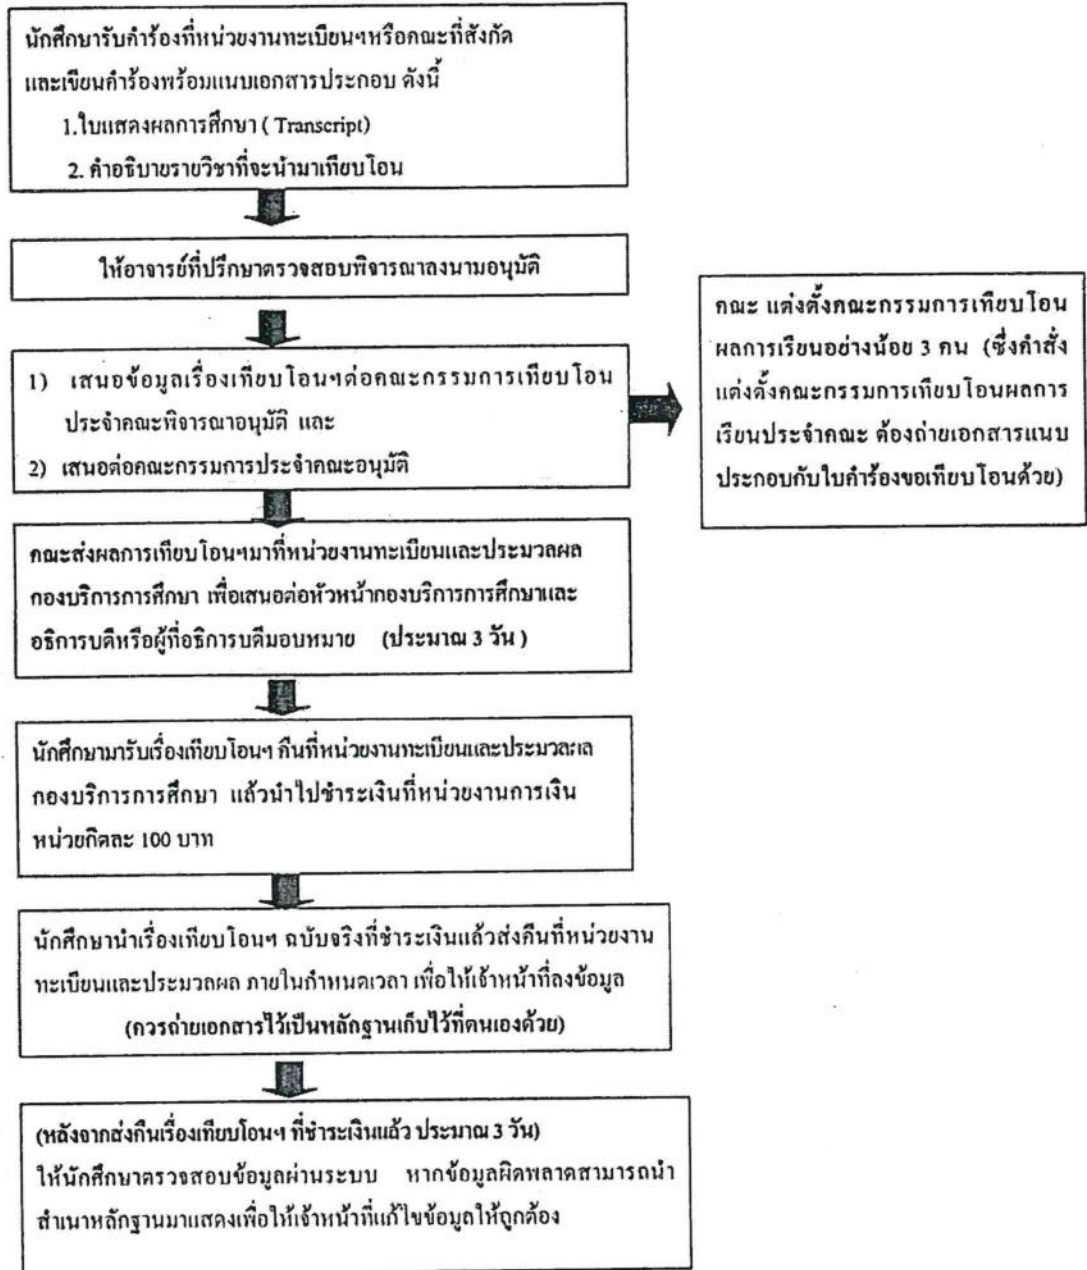 นักศึกษารับคำร้องที่หน่วยงานทะเบียนฯหรือคณะที่สังกัด
และเขียนคำร้องพร้อมแนบเอกสารประกอบ ดังนี้
1.ใบแสดงผลการศึกษา ( Transcript)
2. คำอธิบายรายวิชาที่จะนำมาเทียบโอน
ให้อาจารย์ที่ปรึกษาตรวจสอบพิจารณาลงนามอนุมัติ
1) เสนอข้อมูลเรื่องเทียบโอนฯต่อคณะกรรมการเทียบโอน
ประจำคณะพิจารณาอนุมัติ และ
2) เสนอต่อคณะกรรมการประจำคณะอนุมัติ
คณะ แต่งตั้งคณะกรรมการเทียบโอน
ผลการเรียนอย่างน้อย 3 คน (ซึ่งคำสั่ง
แต่งตั้งคณะกรรมการเทียบโอนผลการ
เรียนประจำคณะ ต้องถ่ายเอกสารแนบ
ประกอบกับใบคำร้องขอเทียบโอนด้วย)
คณะส่งผลการเทียบโอนฯมาที่หน่วยงานทะเบียนและประมวลผล
กองบริการการศึกษา เพื่อเสนอต่อหัวหน้ากองบริการการศึกษาและ
อธิการบดีหรือผู้ที่อธิการบดีมอบหมาย (ประมาณ 3 วัน )
นักศึกษามารับเรื่องเทียบโอนฯ คืนที่หน่วยงานทะเบียนและประมวลผล
กองบริการการศึกษา แล้วนำไปชำระเงินที่หน่วยงานการเงิน
หน่วยกิตละ 100 บาท
นักศึกษานำเรื่องเทียบโอนฯ ฉบับจริงที่ชำระเงินแล้วส่งคืนที่หน่วยงาน
ทะเบียนและประมวลผล ภายในกำหนดเวลา เพื่อให้เจ้าหน้าที่ลงข้อมูล
(ควรถ่ายเอกสารไว้เป็นหลักฐานเก็บไว้ที่ตนเองด้วย)
(หลังจากส่งคืนเรื่องเทียบโอนฯ ที่ชำระเงินแล้ว ประมาณ 3 วัน)
ให้นักศึกษาตรวจสอบข้อมูลผ่านระบบ หากข้อมูลผิดพลาดสามารถนำ
สำเนาหลักฐานมาแสดงเพื่อให้เจ้าหน้าที่แก้ไขข้อมูลให้ถูกต้อง